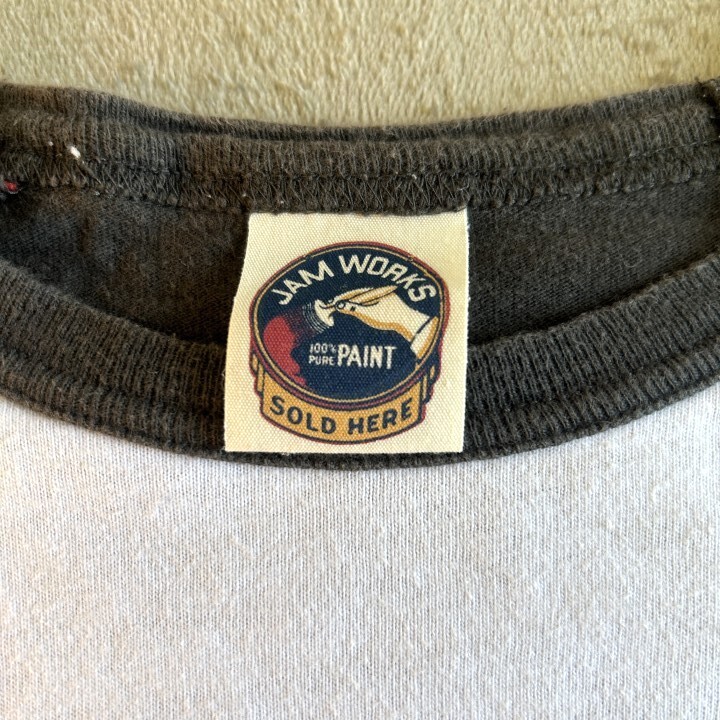 JAM WORKS
100%
PURE PAINT
SOLD HERE